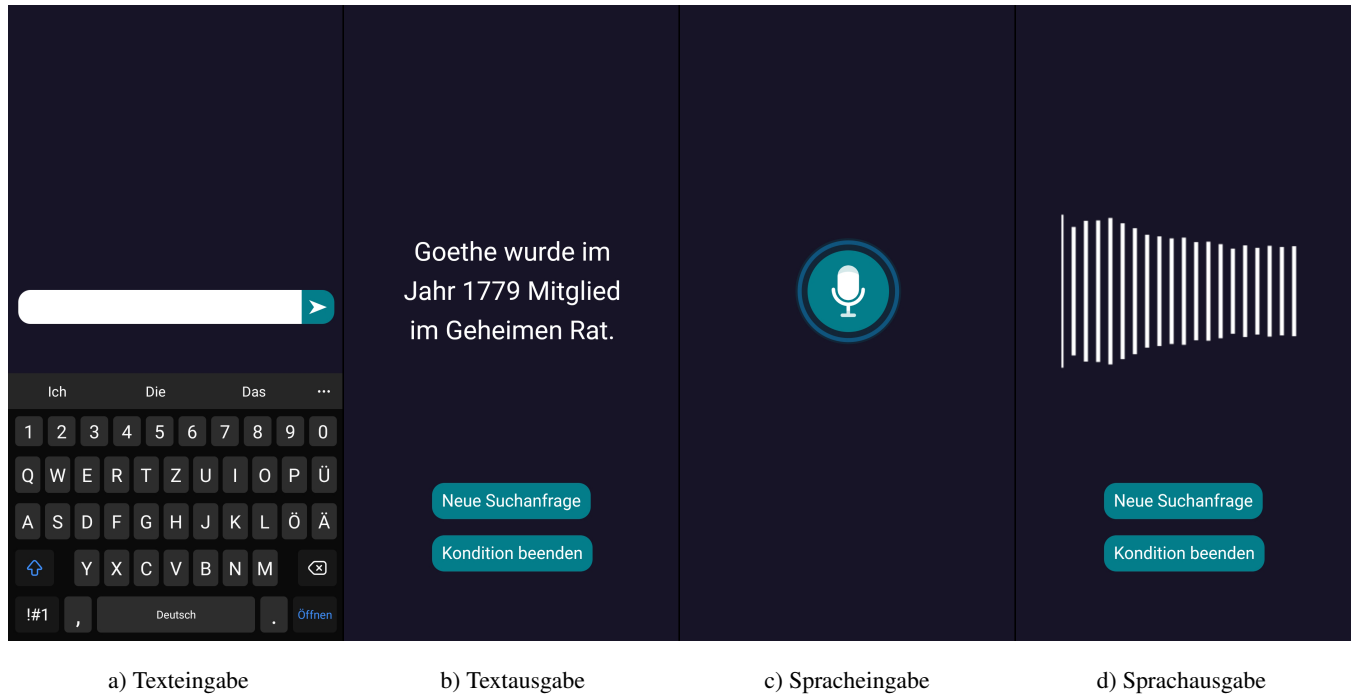 Ich Die Das ...
1 2 3 4 5 6 7 8 9 0
Q W E R T Z U I O P Ü
A S D F G H J K L Ö Ä
Y X C V B N M
!#1 , Deutsch . Öffnen
Goethe wurde im
Jahr 1779 Mitglied
im Geheimen Rat.
Neue Suchanfrage
Kondition beenden
Neue Suchanfrage
Kondition beenden
a) Texteingabe
b) Textausgabe
c) Spracheingabe
d) Sprachausgabe